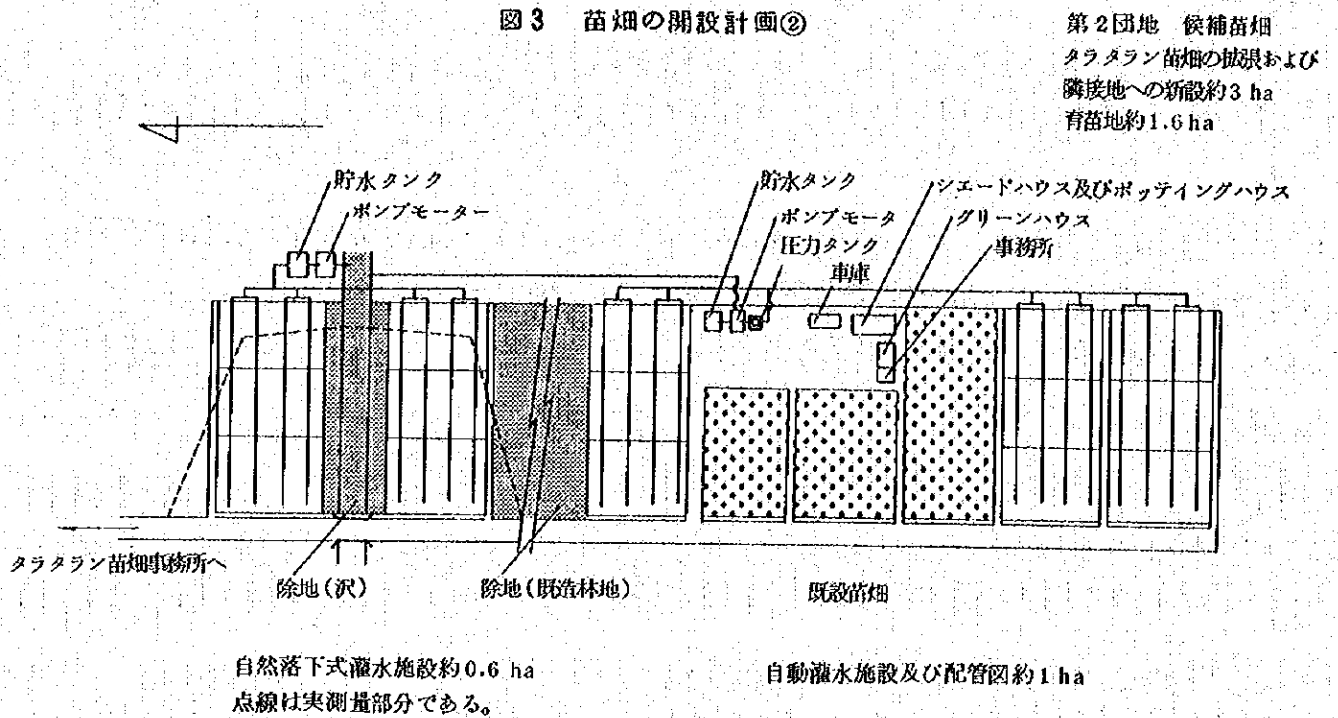 図3 苗畑の開設計画②
第2団地 候補苗畑
タラタラン苗畑の拡張および
隣接地への新設約3 ha
育苗地約1.6 ha
貯水タンク
ポンプモーター
貯水タンク
ポンプモータ
圧力タンク
車庫
シエードハウス及びポッティングハウス
グリーンハウス
事務所
タラタラン苗畑事務所へ
除地(沢)
除地(既造林地)
既設苗畑
自然落下式灌水施設約0.6 ha
点線は実測量部分である。
自動灌水施設及び配管図約1 ha